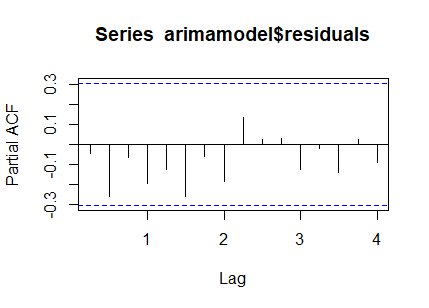 Series arimamodel$residuals
Partial ACF
0.3
0.1
-0.1
-0.3
1
2
3
4
Lag